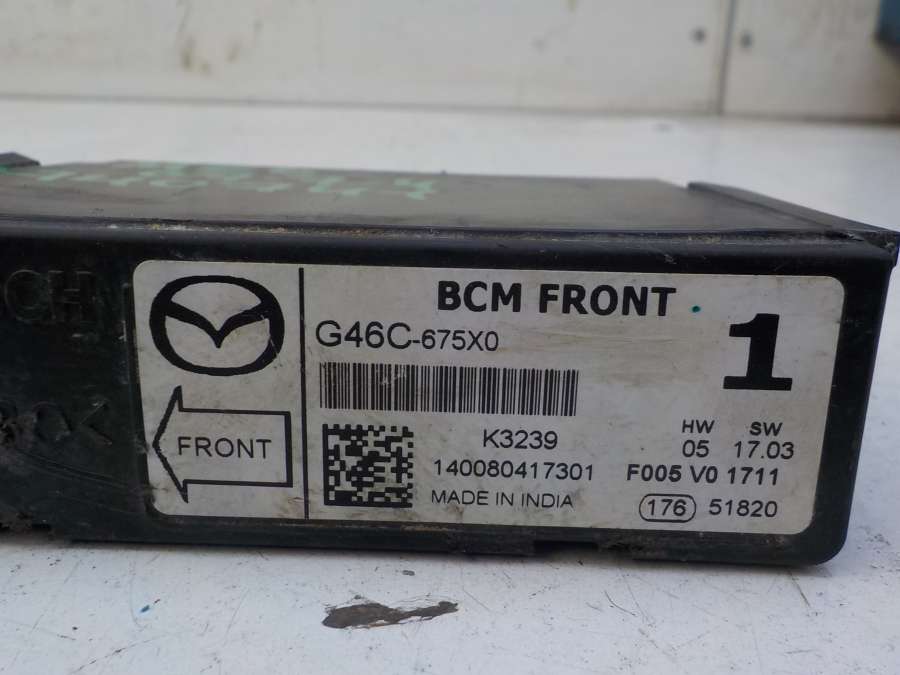 BCM FRONT
G46C-675X0
1
FRONT
K3239
140080417301
MADE IN INDIA
HW SW
05 17.03
F005 V0 1711
176 51820